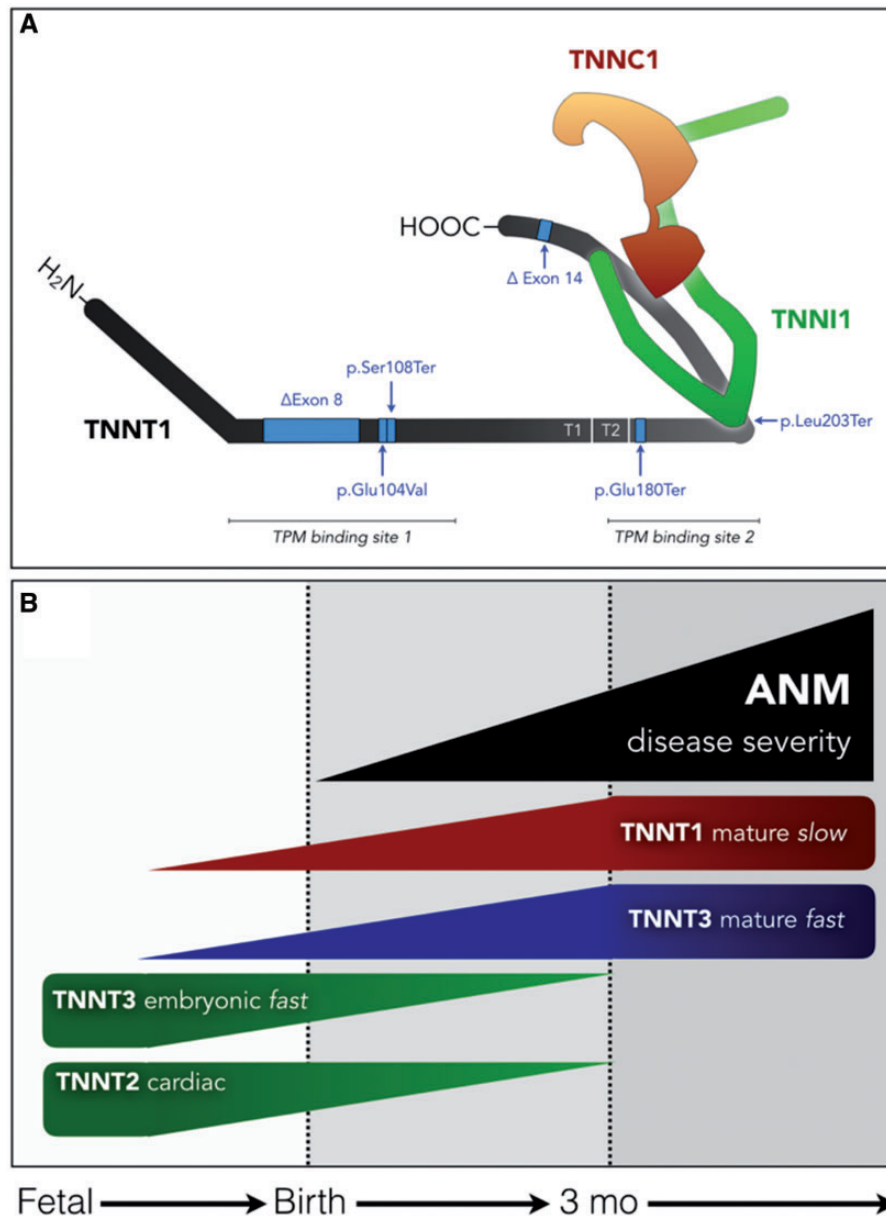 A
TNNC1
HOOC
Δ Exon 14
H₂N
TNNI1
p.Ser108Ter
ΔExon 8
TNNT1
T1 T2
p.Leu203Ter
p.Glu104Val
p.Glu180Ter
TPM binding site 1
TPM binding site 2
B
ANM
disease severity
TNNT1 mature slow
TNNT3 mature fast
TNNT3 embryonic fast
TNNT2 cardiac
Fetal Birth 3 mo